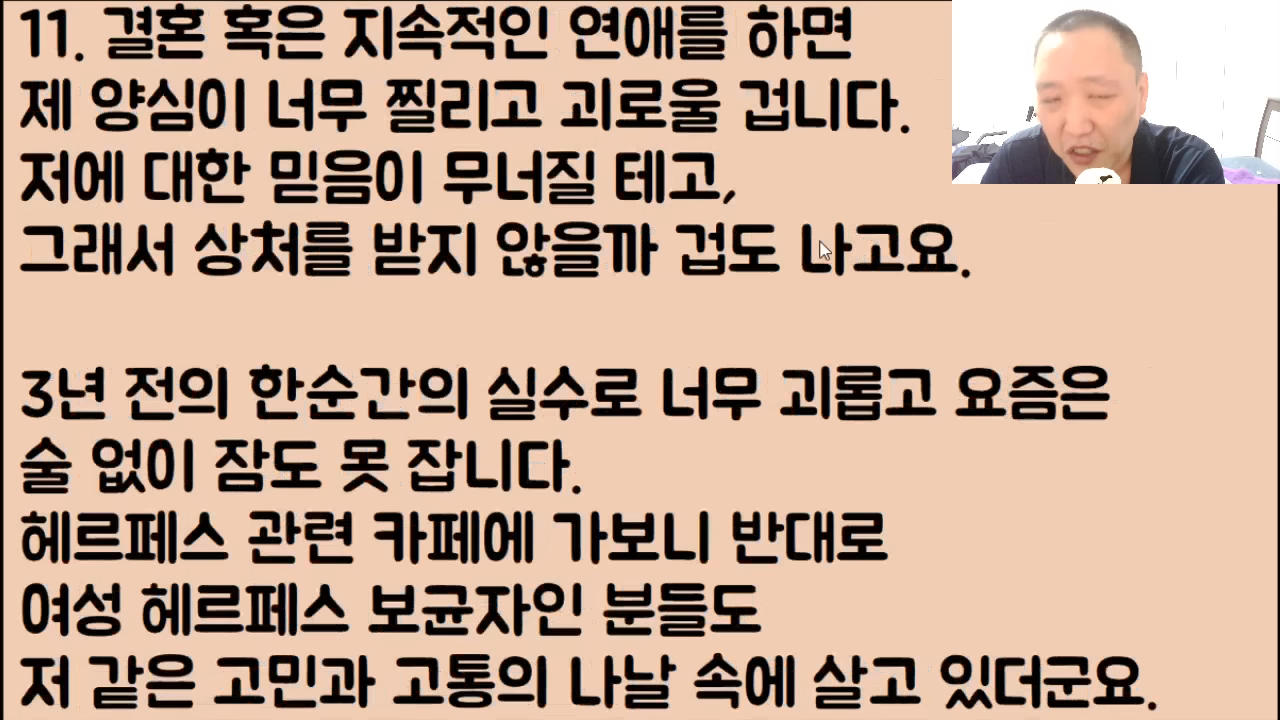 11. 결혼 혹은 지속적인 연애를 하면
제 양심이 너무 찔리고 괴로울 겁니다.
저에 대한 믿음이 무너질 테고,
그래서 상처를 받지 않을까 겁도 나고요.
3년 전의 한순간의 실수로 너무 괴롭고 요즘은
술 없이 잠도 못 잡니다.
헤르페스 관련 카페에 가보니 반대로
여성 헤르페스 보균자인 분들도
저 같은 고민과 고통의 나날 속에 살고 있더군요.